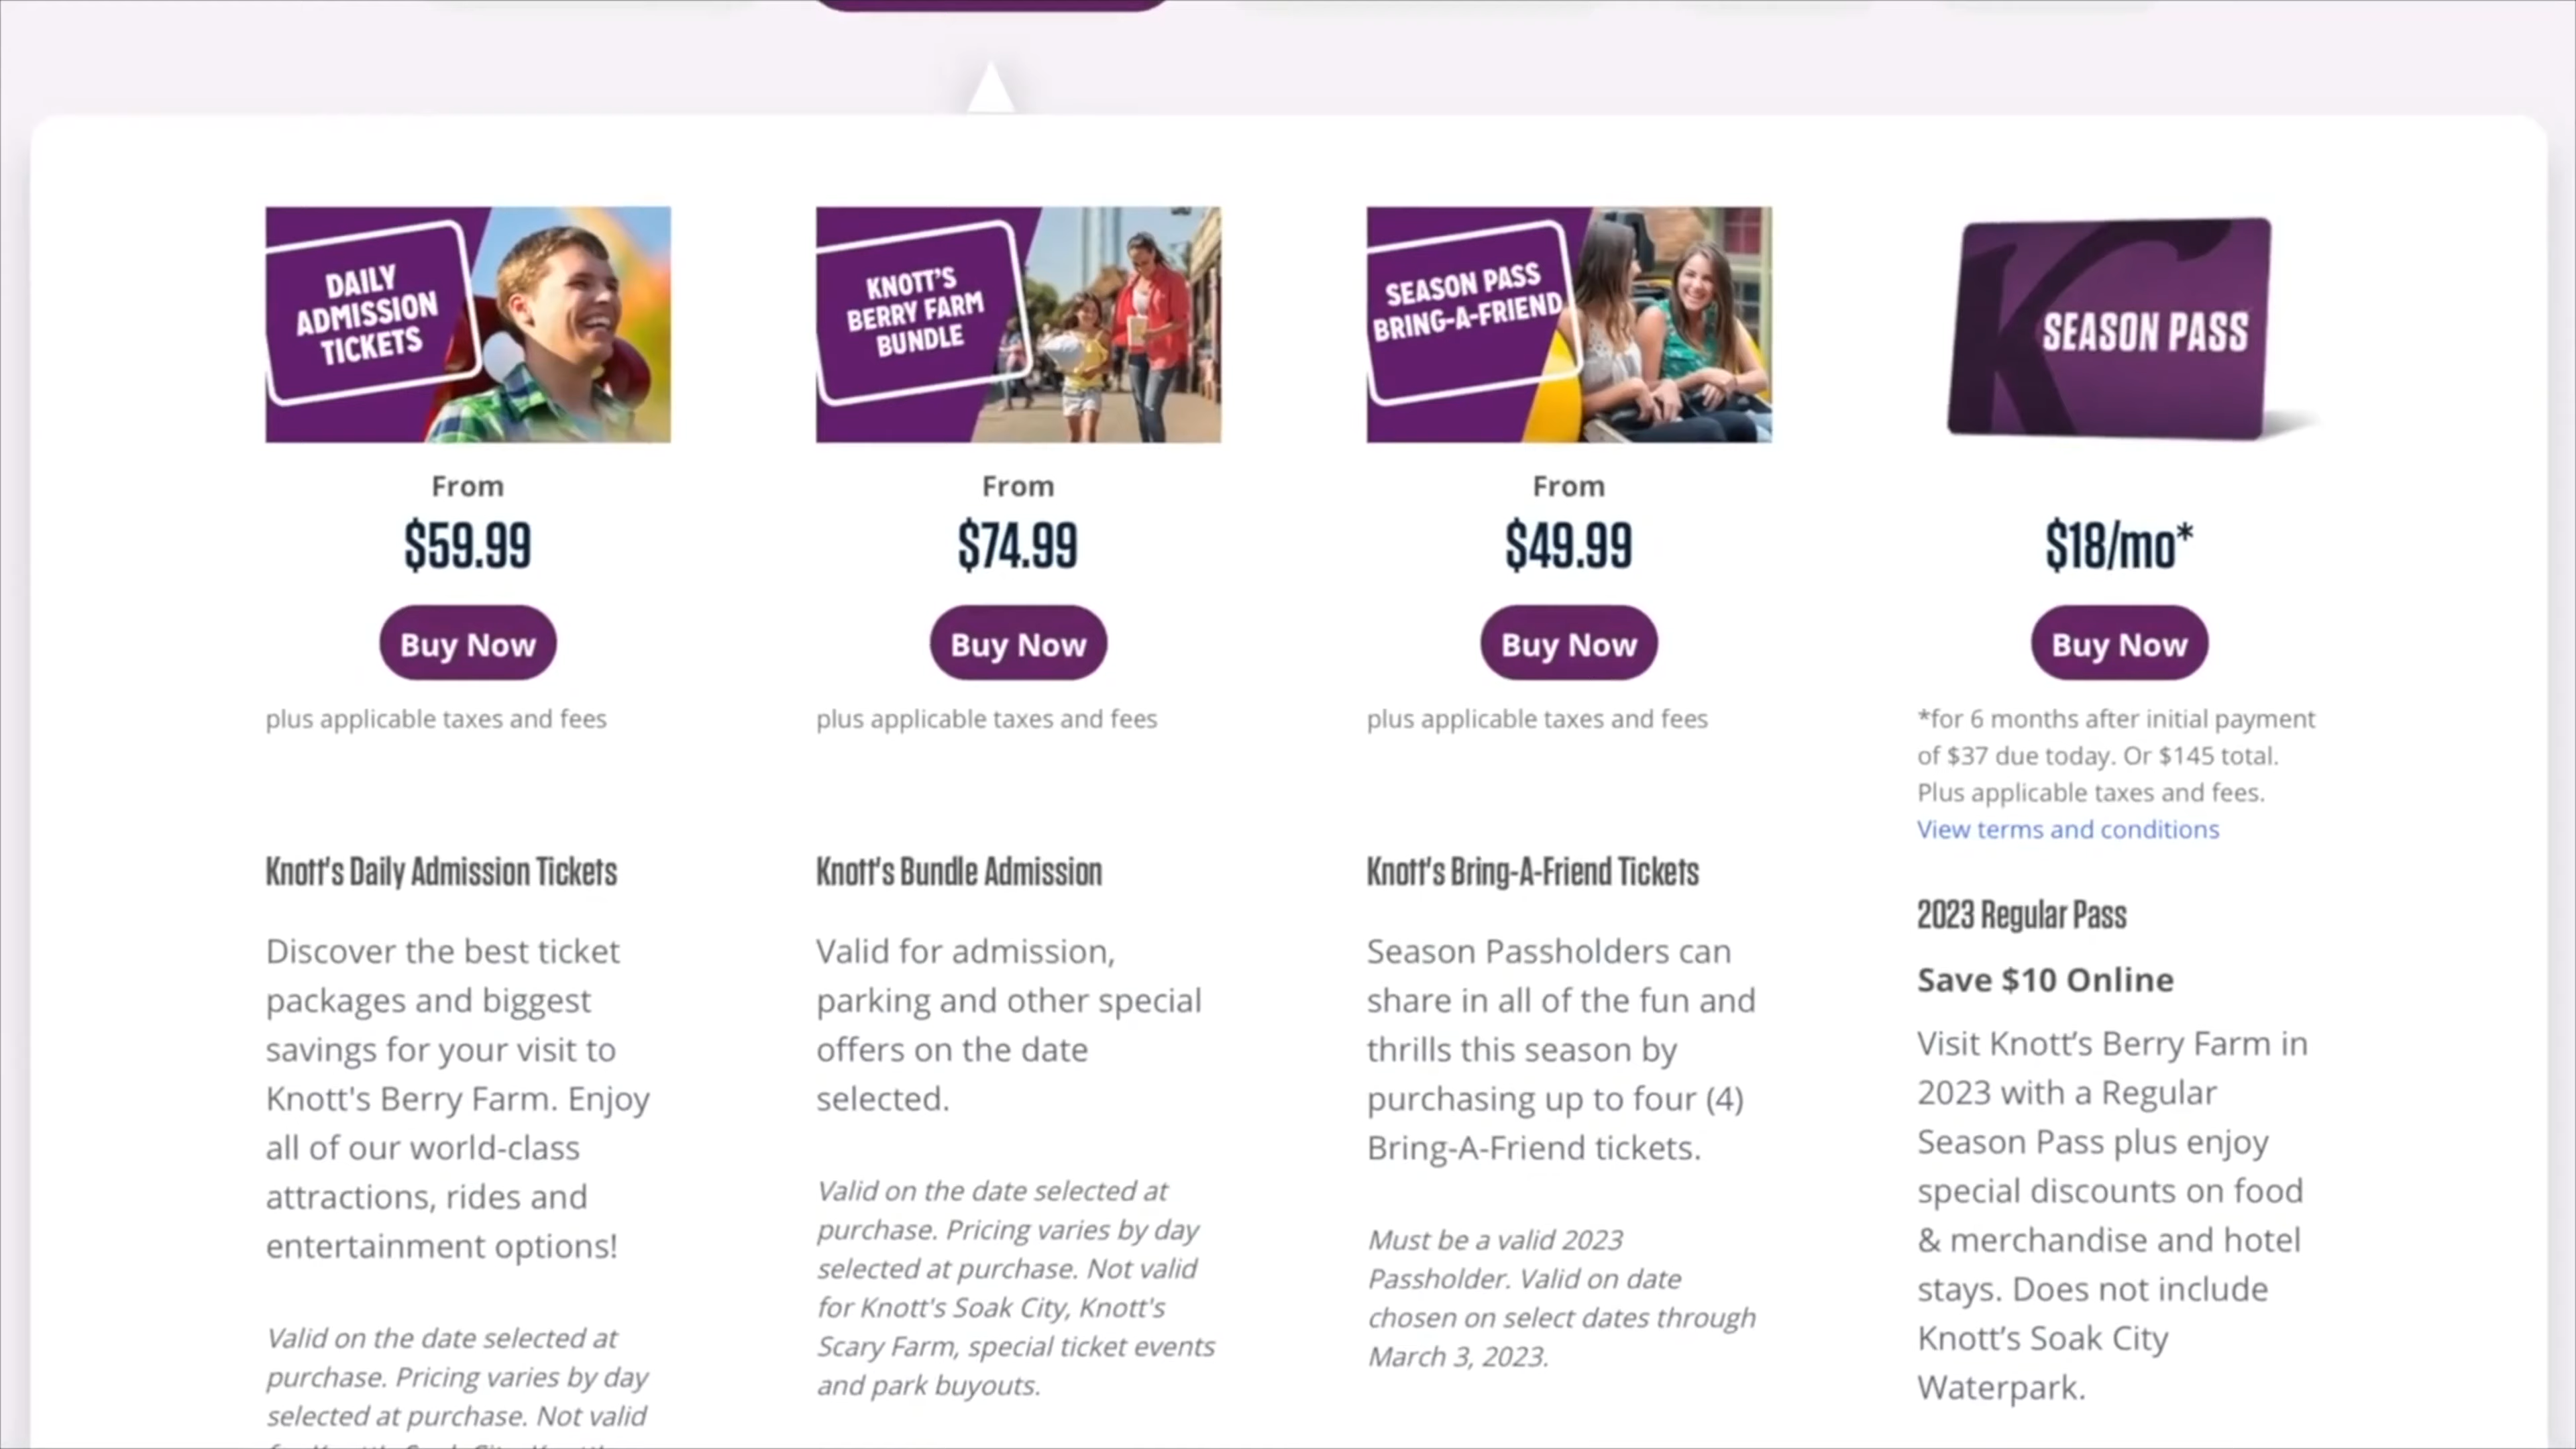 DAILY
ADMISSION
TICKETS
From
$59.99
Buy Now
plus applicable taxes and fees
Knott's Daily Admission Tickets
Discover the best ticket
packages and biggest
savings for your visit to
Knott's Berry Farm. Enjoy
all of our world-class
attractions, rides and
entertainment options!
Valid on the date selected at
purchase. Pricing varies by day
selected at purchase. Not valid
KNOTT'S
BERRY FARM
BUNDLE
From
$74.99
Buy Now
plus applicable taxes and fees
Knott's Bundle Admission
Valid for admission,
parking and other special
offers on the date
selected.
Valid on the date selected at
purchase. Pricing varies by day
selected at purchase. Not valid
for Knott's Soak City, Knott's
Scary Farm, special ticket events
and park buyouts.
SEASON PASS
BRING-A-FRIEND
From
$49.99
Buy Now
plus applicable taxes and fees
Knott's Bring-A-Friend Tickets
Season Passholders can
share in all of the fun and
thrills this season by
purchasing up to four (4)
Bring-A-Friend tickets.
Must be a valid 2023
Passholder. Valid on date
chosen on select dates through
March 3, 2023.
K
SEASON PASS
$18/mo*
Buy Now
*for 6 months after initial payment
of $37 due today. Or $145 total.
Plus applicable taxes and fees.
View terms and conditions
2023 Regular Pass
Save $10 Online
Visit Knott’s Berry Farm in
2023 with a Regular
Season Pass plus enjoy
special discounts on food
& merchandise and hotel
stays. Does not include
Knott’s Soak City
Waterpark.